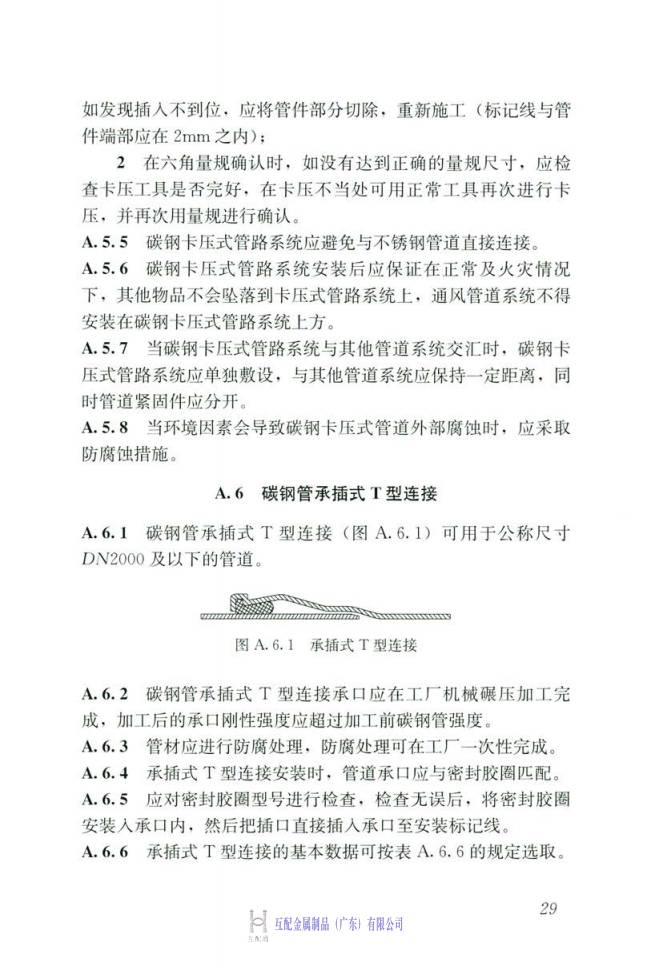 如发现插入不到位，应将管件部分切除，重新施工（标记线与管
件端部应在 2mm 之内）；
2 在六角量规确认时，如没有达到正确的量规尺寸，应检
查卡压工具是否完好，在卡压不当处可用正常工具再次进行卡
压，并再次用量规进行确认。
A.5.5 碳钢卡压式管路系统应避免与不锈钢管道直接连接。
A.5.6 碳钢卡压式管路系统安装后应保证在正常及火灾情况
下，其他物品不会坠落到卡压式管路系统上，通风管道系统不得
安装在碳钢卡压式管路系统上方。
A.5.7 当碳钢卡压式管路系统与其他管道系统交汇时，碳钢卡
压式管路系统应单独敷设，与其他管道系统应保持一定距离，同
时管道紧固件应分开。
A.5.8 当环境因素会导致碳钢卡压式管道外部腐蚀时，应采取
防腐蚀措施。
A.6 碳钢管承插式 T 型连接
A.6.1 碳钢管承插式 T 型连接（图 A.6.1）可用于公称尺寸
DN2000 及以下的管道。
图 A.6.1 承插式 T 型连接
A.6.2 碳钢管承插式 T 型连接承口应在工厂机械碾压加工完
成，加工后的承口刚性强度应超过加工前碳钢管强度。
A.6.3 管材应进行防腐处理，防腐处理可在工厂一次性完成。
A.6.4 承插式 T 型连接安装时，管道承口应与密封胶圈匹配。
A.6.5 应对密封胶圈型号进行检查，检查无误后，将密封胶圈
安装入承口内，然后把插口直接插入承口至安装标记线。
A.6.6 承插式 T 型连接的基本数据可按表 A.6.6 的规定选取。
29
互配金属制品（广东）有限公司